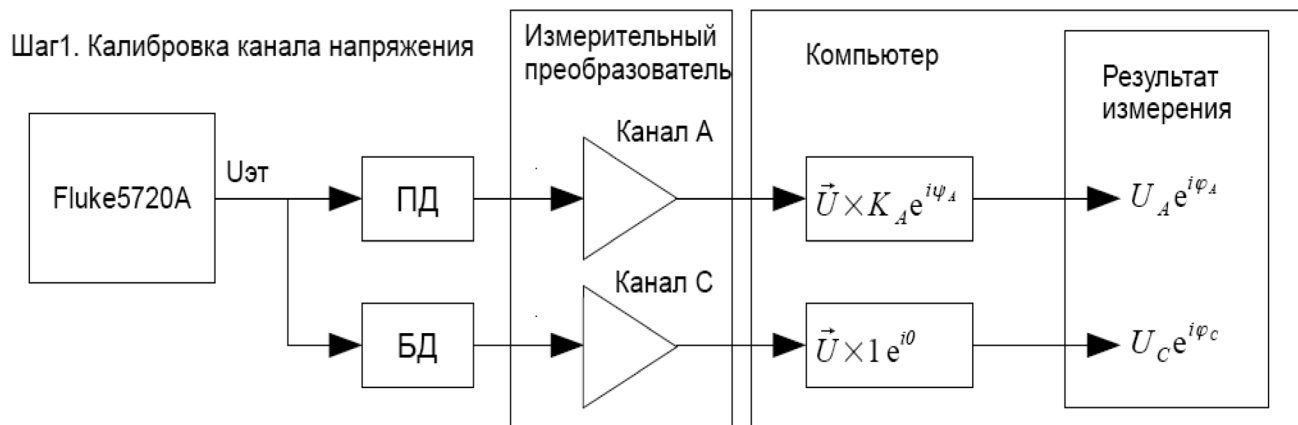 Шаг1. Калибровка канала напряжения
Измерительный
преобразователь
Компьютер
Результат
измерения
Fluke5720A
Uэт
ПД
Канал А
U⃗ × K_A e^{iψ_A}
U_A e^{iφ_A}
БД
Канал С
U⃗ × 1 e^{i0}
U_C e^{iφ_C}